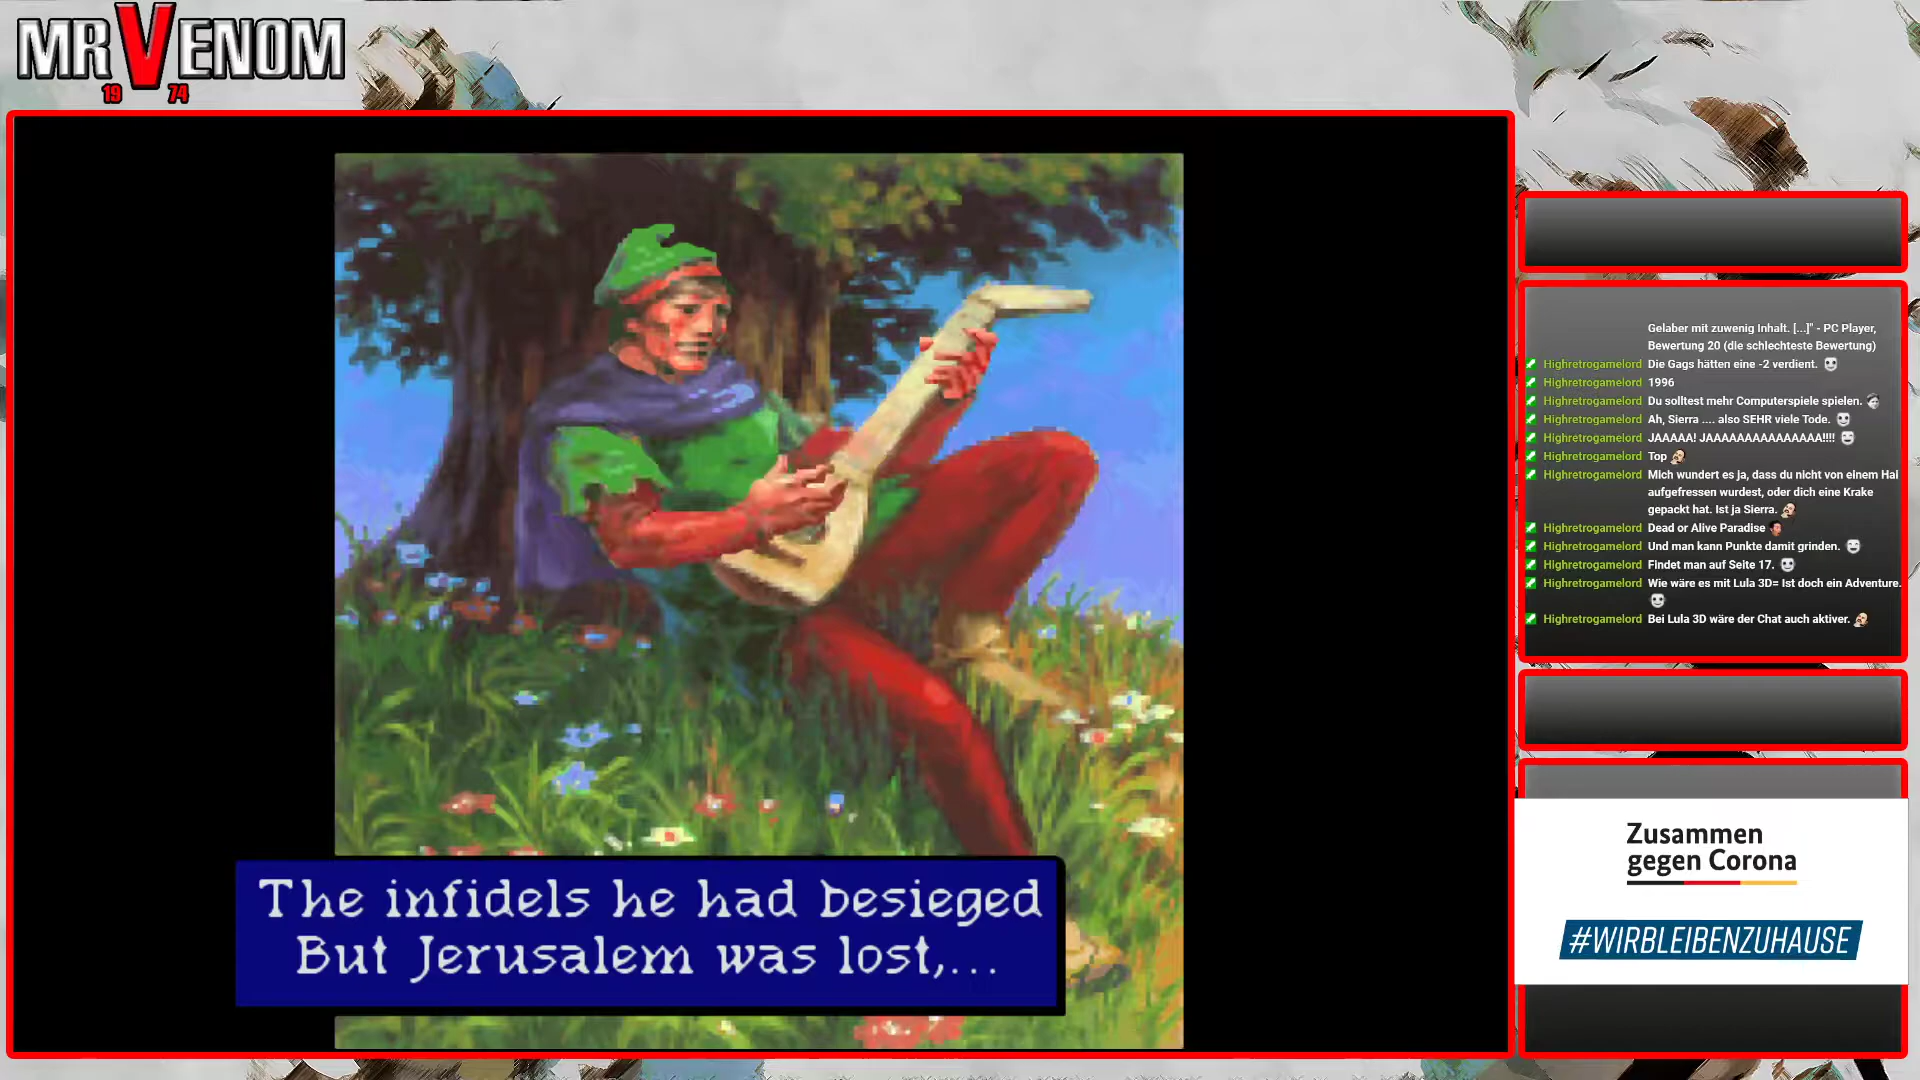 MRVENOM
19 74
The infidels he had besieged
But Jerusalem was lost,...
Gelaber mit zuwenig Inhalt. [...]" - PC Player,
Bewertung 20 (die schlechteste Bewertung)
Highretrogamelord Die Gags hätten eine -2 verdient.
Highretrogamelord 1996
Highretrogamelord Du solltest mehr Computerspiele spielen.
Highretrogamelord Ah, Sierra .... also SEHR viele Tode.
Highretrogamelord JAAAAA! JAAAAAAAAAAAAAAA!!!!
Highretrogamelord Top
Highretrogamelord Mich wundert es ja, dass du nicht von einem Hai
aufgefressen wurdest, oder dich eine Krake
gepackt hat. Ist ja Sierra.
Highretrogamelord Dead or Alive Paradise
Highretrogamelord Und man kann Punkte damit grinden.
Highretrogamelord Findet man auf Seite 17.
Highretrogamelord Wie wäre es mit Lula 3D= Ist doch ein Adventure.
Highretrogamelord Bei Lula 3D wäre der Chat auch aktiver.
Zusammen
gegen Corona
#WIRBLEIBENZUHAUSE